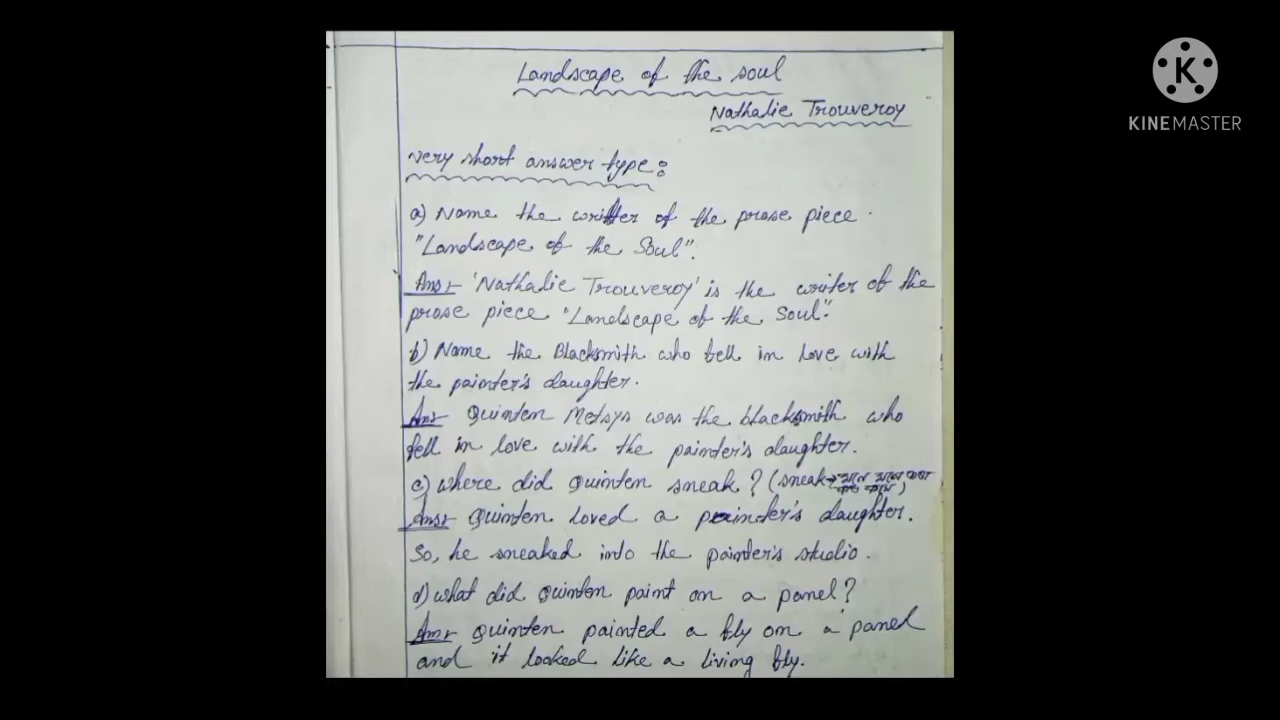 Landscape of the soul
Nathalie Trouveroy
KINEMASTER
very short answer type:
a) Name the writter of the prose piece.
"Landscape of the Soul".
Ans:- 'Nathalie Trouveroy' is the writer of the
prose piece "Landscape of the Soul".
b) Name the Blacksmith who fell in love with
the painter's daughter.
Ans:- Quinten Metsys was the blacksmith who
fell in love with the painter's daughter.
c) where did Quinten sneak? (sneak→
Ans:- Quinten loved a painter's daughter.
So, he sneaked into the painter's studio.
d) what did Quinten paint on a panel?
Ans:- Quinten painted a fly on a panel
and it looked like a living fly.